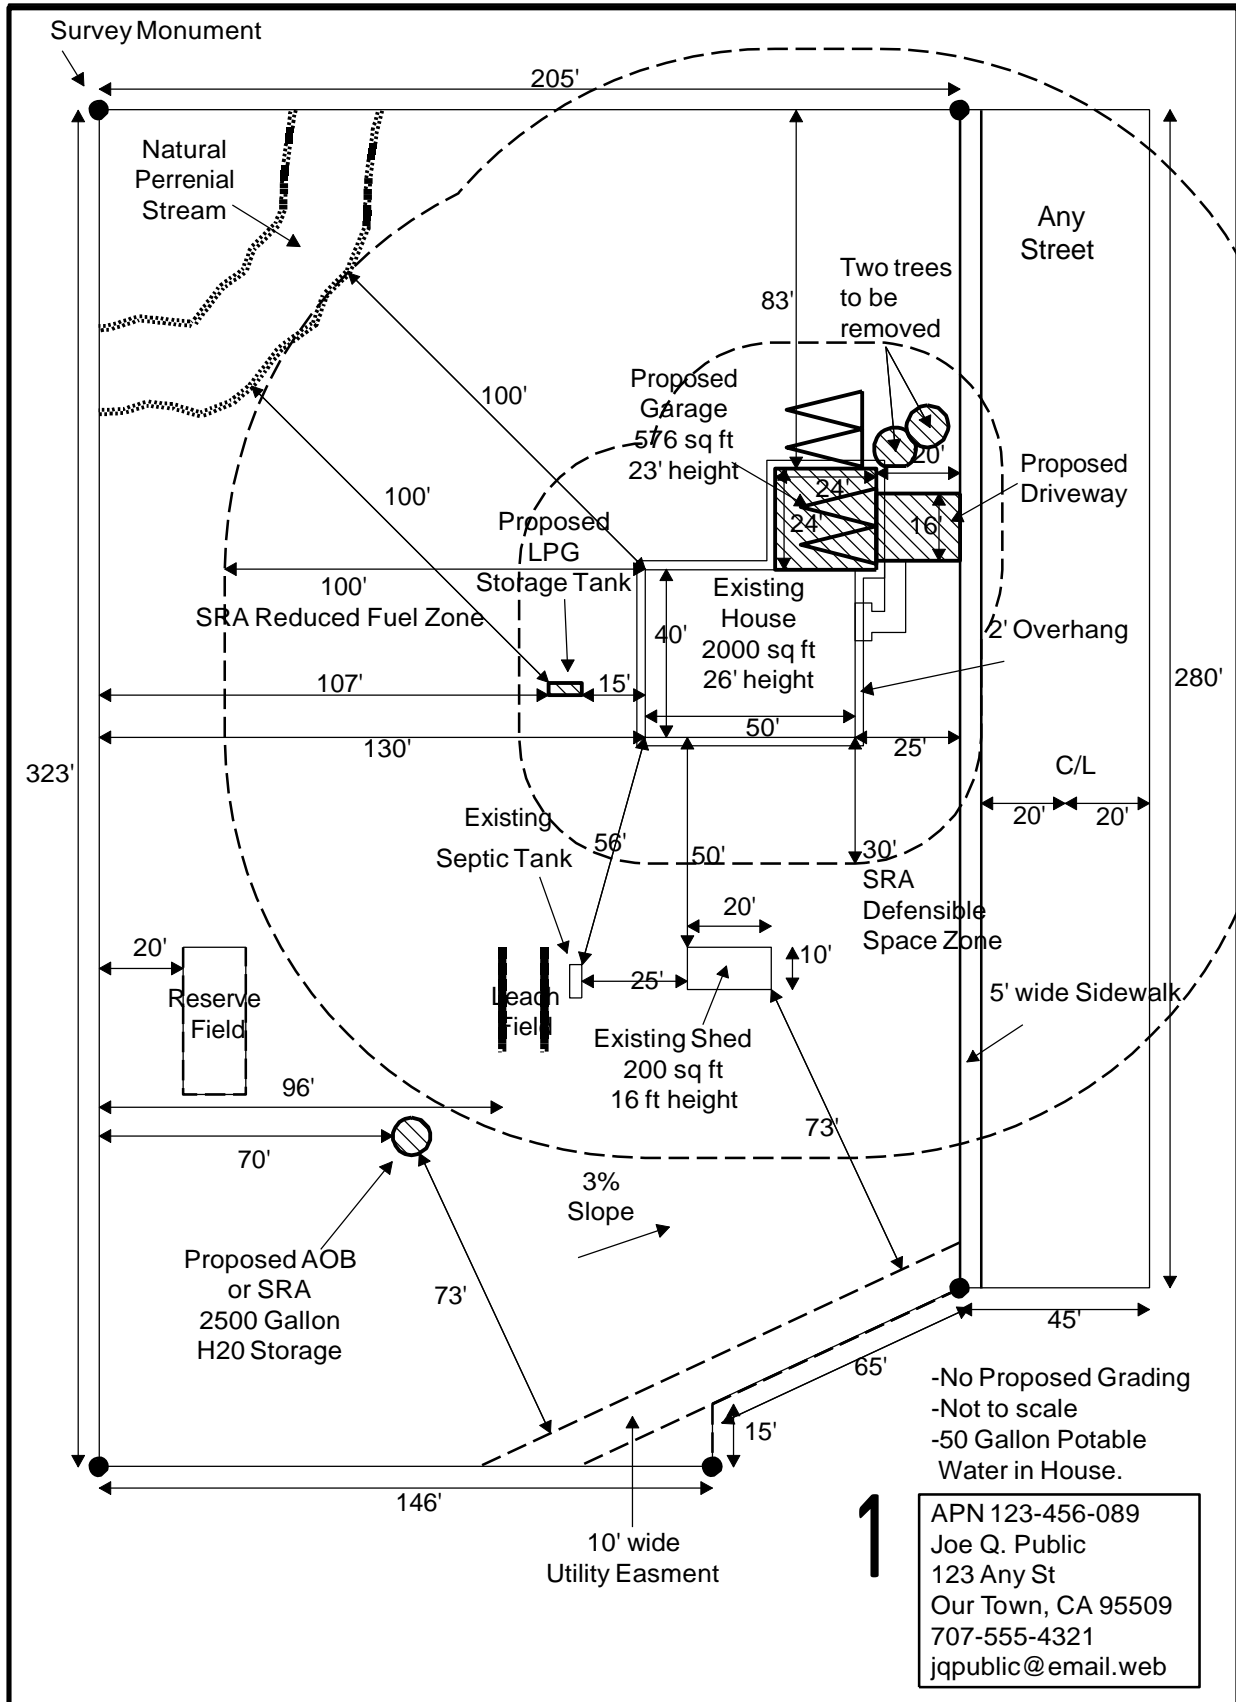 Survey Monument
205'
Natural
Perrenial
Stream
Any
Street
Two trees
to be
removed
83'
100'
Proposed
Garage
576 sq ft
23' height
20'
Proposed
Driveway
24'
24'
16'
100'
Proposed
LPG
Storage Tank
100'
SRA Reduced Fuel Zone
Existing
House
2000 sq ft
26' height
40'
2' Overhang
107'
15'
280'
50'
130'
25'
323'
C/L
20'
20'
Existing
Septic Tank
56'
50'
30'
SRA
Defensible
Space Zone
20'
20'
10'
Reserve
Field
Leach
Field
25'
5' wide Sidewalk
Existing Shed
200 sq ft
16 ft height
96'
73'
70'
3%
Slope
Proposed AOB
or SRA
2500 Gallon
H20 Storage
73'
45'
65'
15'
-No Proposed Grading
-Not to scale
-50 Gallon Potable
Water in House.
146'
10' wide
Utility Easment
1
APN 123-456-089
Joe Q. Public
123 Any St
Our Town, CA 95509
707-555-4321
jqpublic@email.web